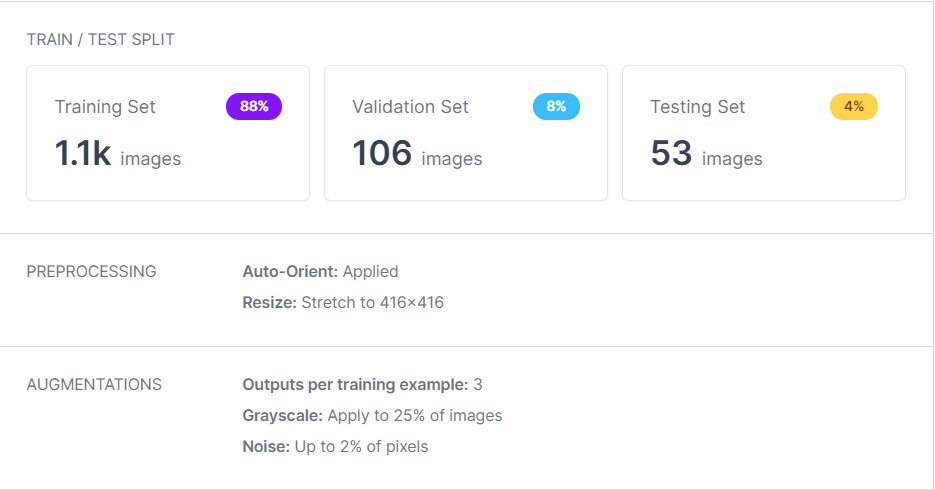 TRAIN / TEST SPLIT
Training Set 88%
1.1k images
Validation Set 8%
106 images
Testing Set 4%
53 images
PREPROCESSING
Auto-Orient: Applied
Resize: Stretch to 416×416
AUGMENTATIONS
Outputs per training example: 3
Grayscale: Apply to 25% of images
Noise: Up to 2% of pixels